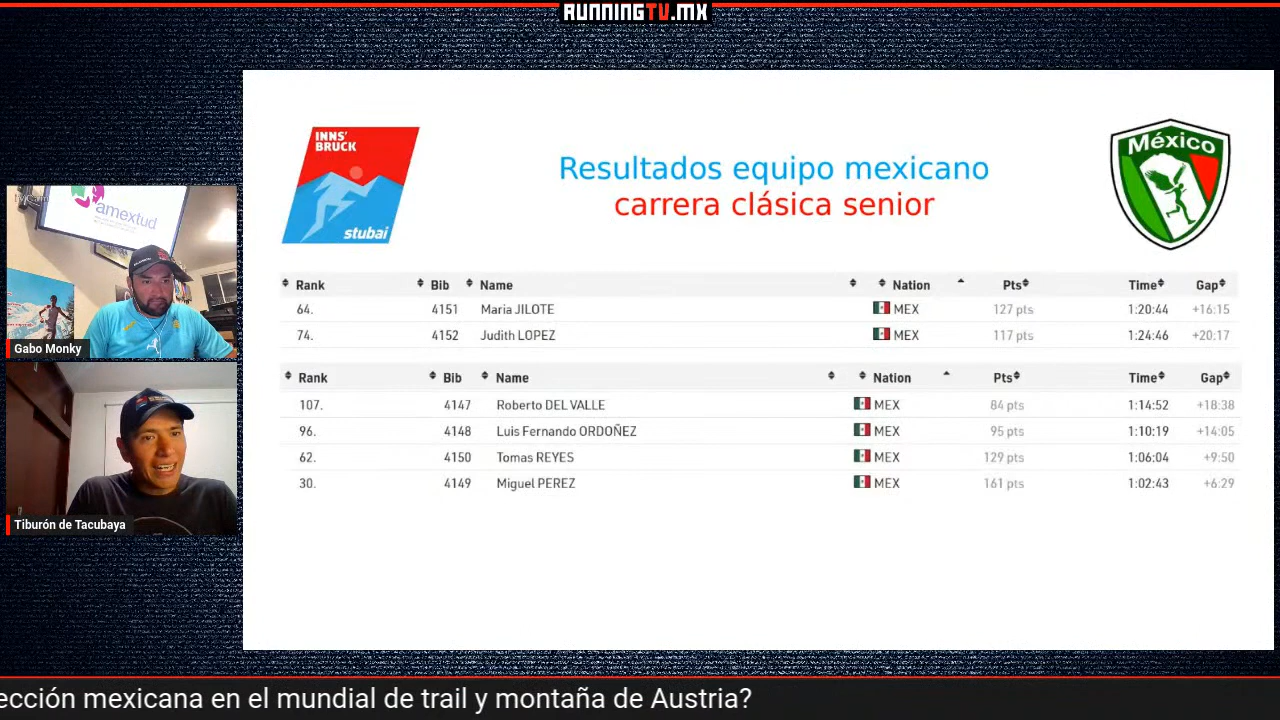 RUNNINGTV.MX
INNS'
BRUCK
stubai
Resultados equipo mexicano
carrera clásica senior
México
amextud
Gabo Monky
Tiburón de Tacubaya
Rank Bib Name Nation Pts Time Gap
64. 4151 Maria JILOTE MEX 127 pts 1:20:44 +16:15
74. 4152 Judith LOPEZ MEX 117 pts 1:24:46 +20:17
Rank Bib Name Nation Pts Time Gap
107. 4147 Roberto DEL VALLE MEX 84 pts 1:14:52 +18:38
96. 4148 Luis Fernando ORDOÑEZ MEX 95 pts 1:10:19 +14:05
62. 4150 Tomas REYES MEX 129 pts 1:06:04 +9:50
30. 4149 Miguel PEREZ MEX 161 pts 1:02:43 +6:29
ección mexicana en el mundial de trail y montaña de Austria?